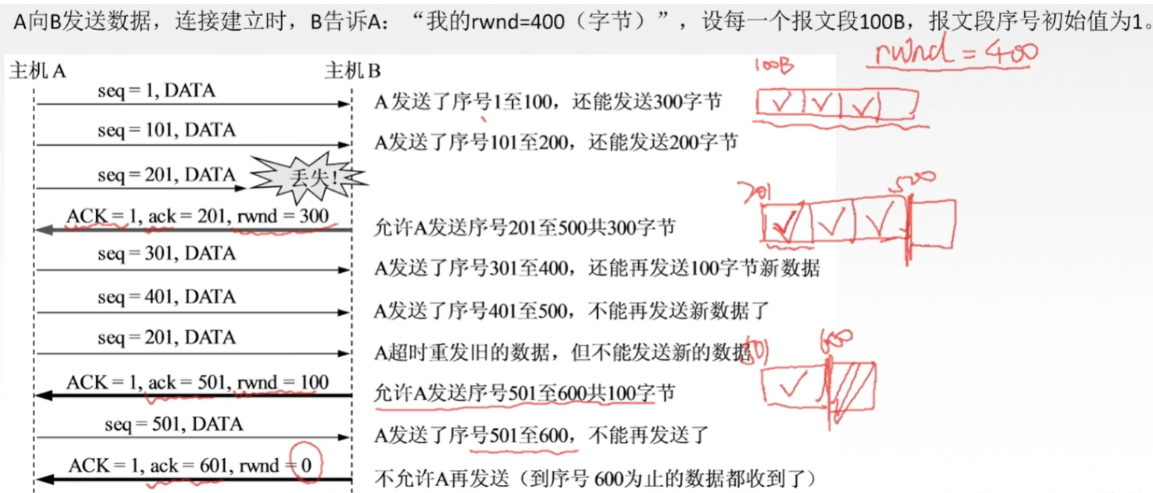 A向B发送数据，连接建立时，B告诉A：“我的rwnd=400（字节）”，设每一个报文段100B，报文段序号初始值为1。
rwnd = 400
主机A 主机B
100B
seq = 1, DATA
A发送了序号1至100，还能发送300字节
seq = 101, DATA
A发送了序号101至200，还能发送200字节
seq = 201, DATA 丢失!
201 500
ACK = 1, ack = 201, rwnd = 300
允许A发送序号201至500共300字节
seq = 301, DATA
A发送了序号301至400，还能再发送100字节新数据
seq = 401, DATA
A发送了序号401至500，不能再发送新数据了
seq = 201, DATA
A超时重发旧的数据，但不能发送新的数据
501 600
ACK = 1, ack = 501, rwnd = 100
允许A发送序号501至600共100字节
seq = 501, DATA
A发送了序号501至600，不能再发送了
ACK = 1, ack = 601, rwnd = 0
不允许A再发送（到序号 600为止的数据都收到了）